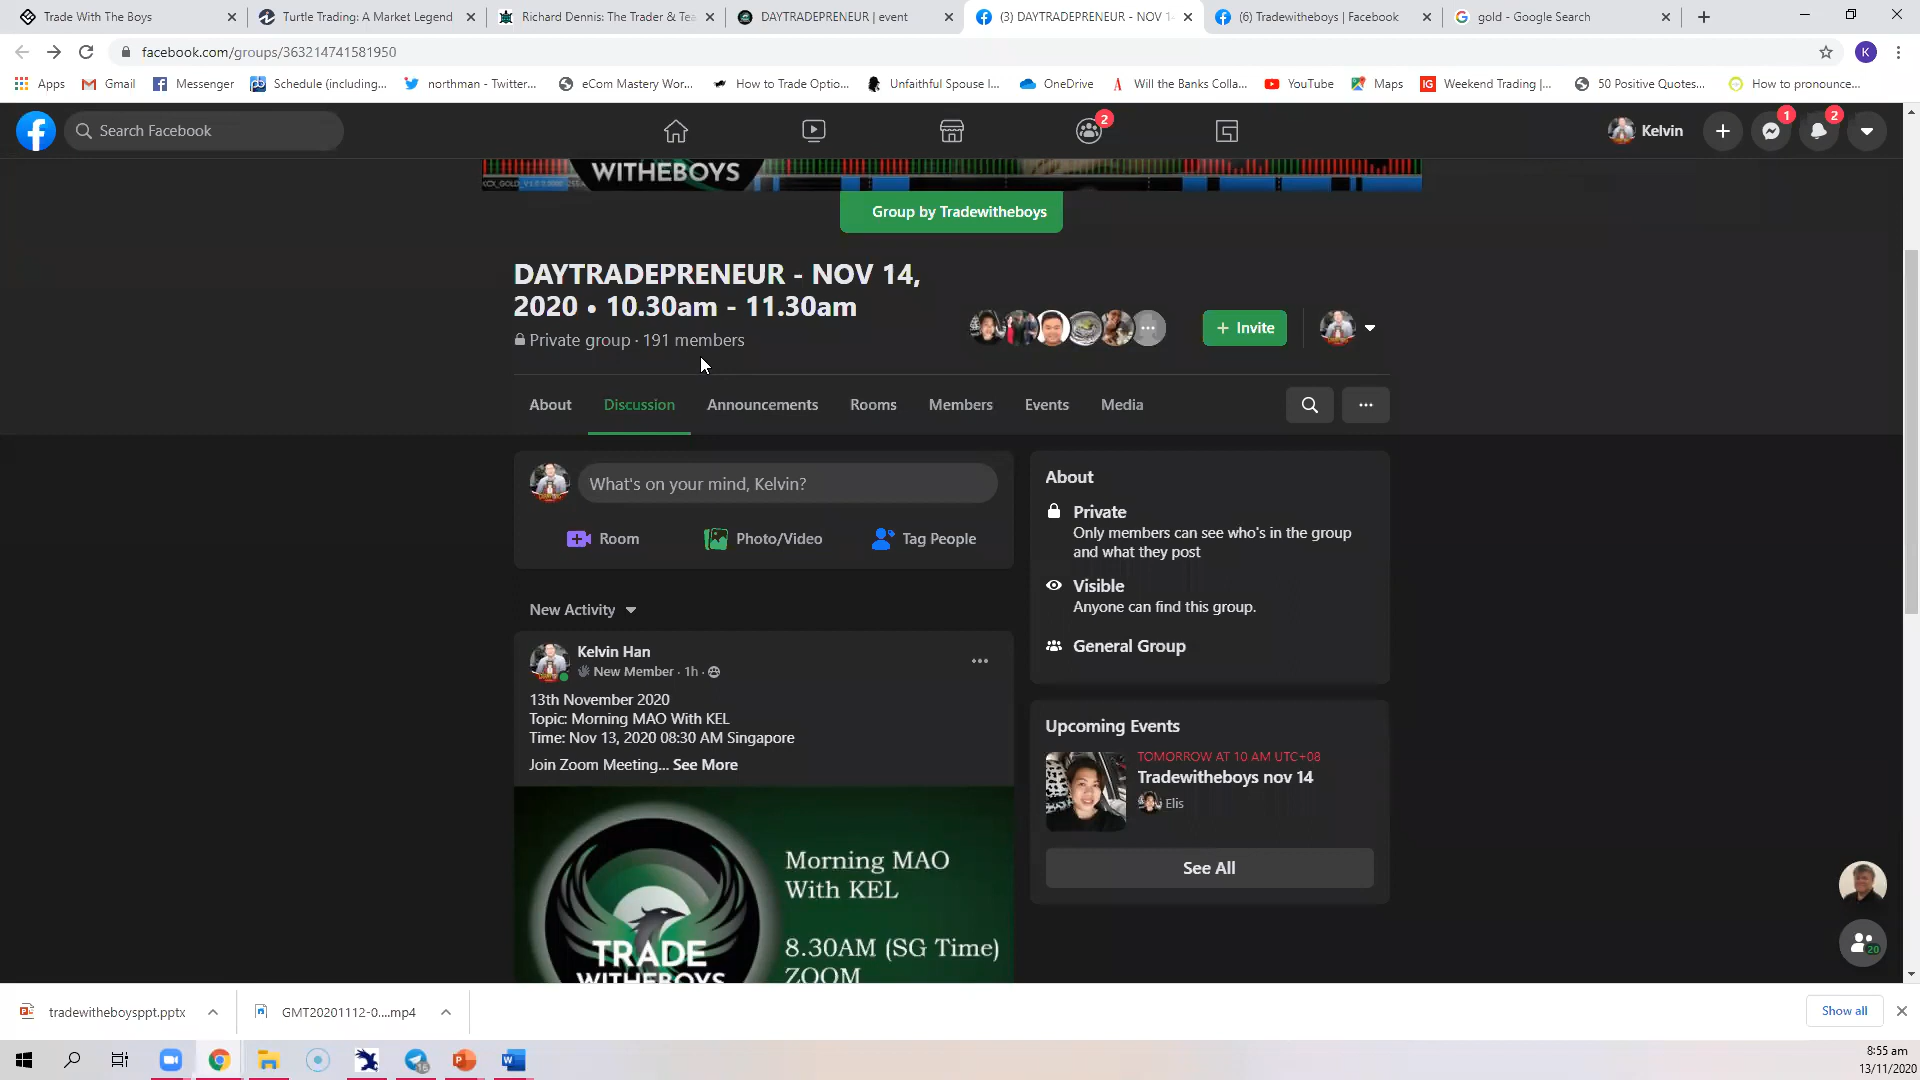 Trade With The Boys
Turtle Trading: A Market Legend
Richard Dennis: The Trader & Tea
DAYTRADEPRENEUR | event
(3) DAYTRADEPRENEUR - NOV 1
(6) Tradewitheboys | Facebook
gold - Google Search
facebook.com/groups/363214741581950
K
Apps
Gmail
Messenger
Schedule (including...
northman - Twitter...
eCom Mastery Wor...
How to Trade Optio...
Unfaithful Spouse I...
OneDrive
Will the Banks Colla...
YouTube
Maps
IG
Weekend Trading |...
50 Positive Quotes...
How to pronounce...
Search Facebook
2
Kelvin
1
2
WITHEBOYS
Group by Tradewitheboys
DAYTRADEPRENEUR - NOV 14,
2020 • 10.30am - 11.30am
Private group · 191 members
+ Invite
About
Discussion
Announcements
Rooms
Members
Events
Media
What's on your mind, Kelvin?
Room
Photo/Video
Tag People
New Activity
Kelvin Han
New Member · 1h ·
13th November 2020
Topic: Morning MAO With KEL
Time: Nov 13, 2020 08:30 AM Singapore
Join Zoom Meeting... See More
Morning MAO
With KEL
8.30AM (SG Time)
ZOOM
TRADE
WITHEBOYS
About
Private
Only members can see who's in the group
and what they post
Visible
Anyone can find this group.
General Group
Upcoming Events
TOMORROW AT 10 AM UTC+08
Tradewitheboys nov 14
Elis
See All
20
tradewitheboysppt.pptx
GMT20201112-0....mp4
Show all
8:55 am
13/11/2020